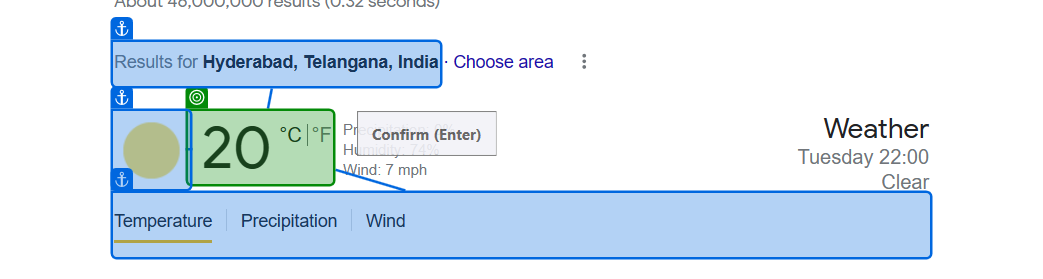 About 48,000,000 results (0.32 seconds)
Results for Hyderabad, Telangana, India · Choose area
20 °C | °F
Precipitation: 0%
Humidity: 74%
Wind: 7 mph
Confirm (Enter)
Weather
Tuesday 22:00
Clear
Temperature
Precipitation
Wind